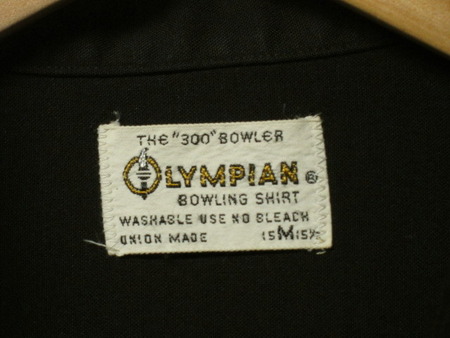 THE "300" BOWLER
OLYMPIAN ®
BOWLING SHIRT
WASHABLE USE NO BLEACH
UNION MADE 15 M 15½